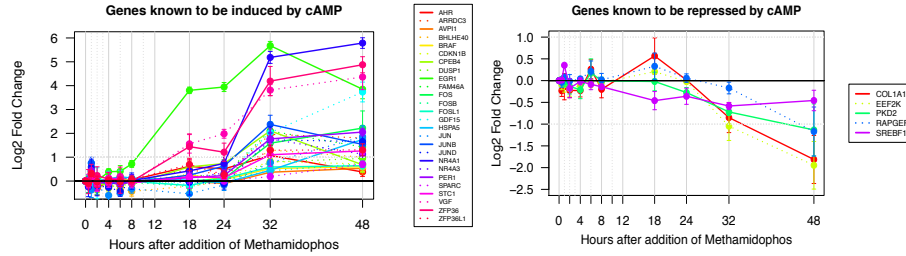 Genes known to be induced by cAMP
Log2 Fold Change
6
5
4
3
2
1
0
0
4
8
12
18
24
32
48
Hours after addition of Methamidophos
AHR
ARRDC3
AVPI1
BHLHE40
BRAF
CDKN1B
CPEB4
DUSP1
EGR1
FAM46A
FOS
FOSB
FOSL1
GDF15
HSPA5
JUN
JUNB
JUND
NR4A1
NR4A3
PER1
SPARC
STC1
VGF
ZFP36
ZFP36L1
Genes known to be repressed by cAMP
Log2 Fold Change
1.0
0.5
0.0
−0.5
−1.0
−1.5
−2.0
−2.5
0
4
8
12
18
24
32
48
Hours after addition of Methamidophos
COL1A1
EEF2K
PKD2
RAPGEF
SREBF1